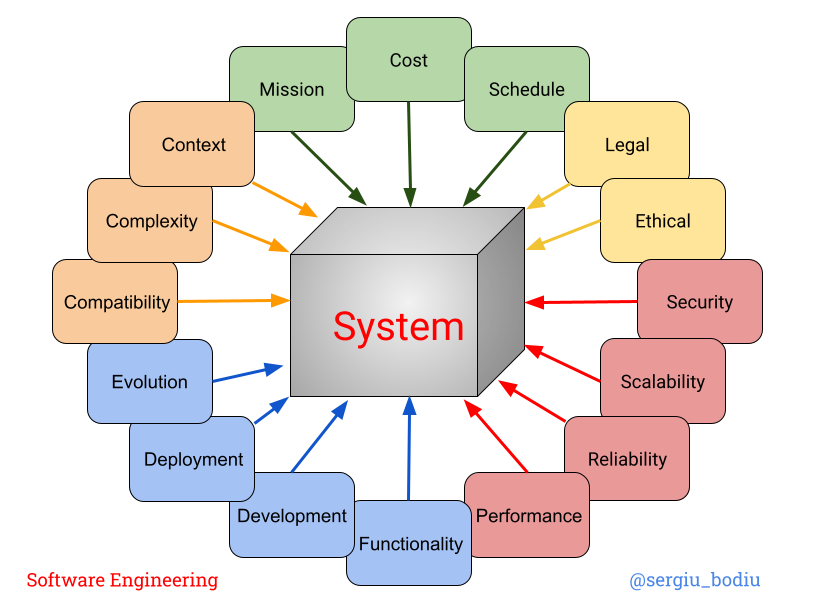 Cost
Mission
Schedule
Context
Legal
Complexity
Ethical
Compatibility
Security
System
Evolution
Scalability
Deployment
Reliability
Development
Performance
Functionality
Software Engineering
@sergiu_bodiu